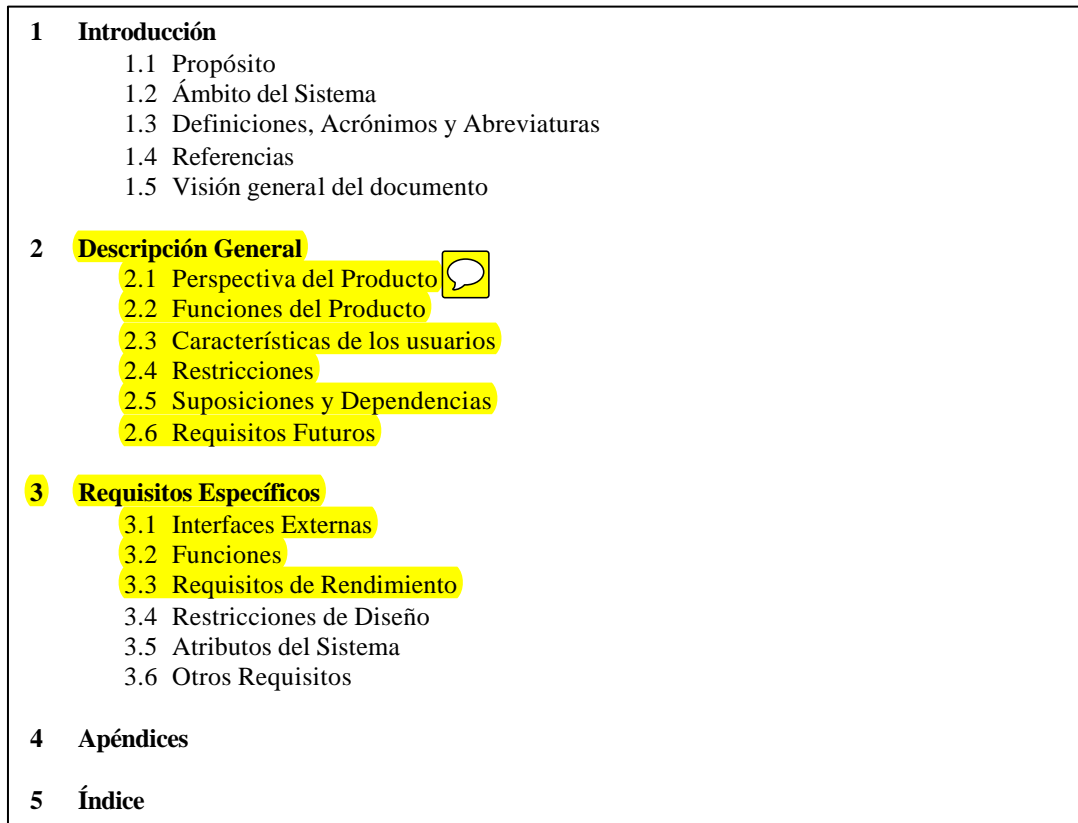 1 Introducción
1.1 Propósito
1.2 Ámbito del Sistema
1.3 Definiciones, Acrónimos y Abreviaturas
1.4 Referencias
1.5 Visión general del documento
2 Descripción General
2.1 Perspectiva del Producto
2.2 Funciones del Producto
2.3 Características de los usuarios
2.4 Restricciones
2.5 Suposiciones y Dependencias
2.6 Requisitos Futuros
3 Requisitos Específicos
3.1 Interfaces Externas
3.2 Funciones
3.3 Requisitos de Rendimiento
3.4 Restricciones de Diseño
3.5 Atributos del Sistema
3.6 Otros Requisitos
4 Apéndices
5 Índice